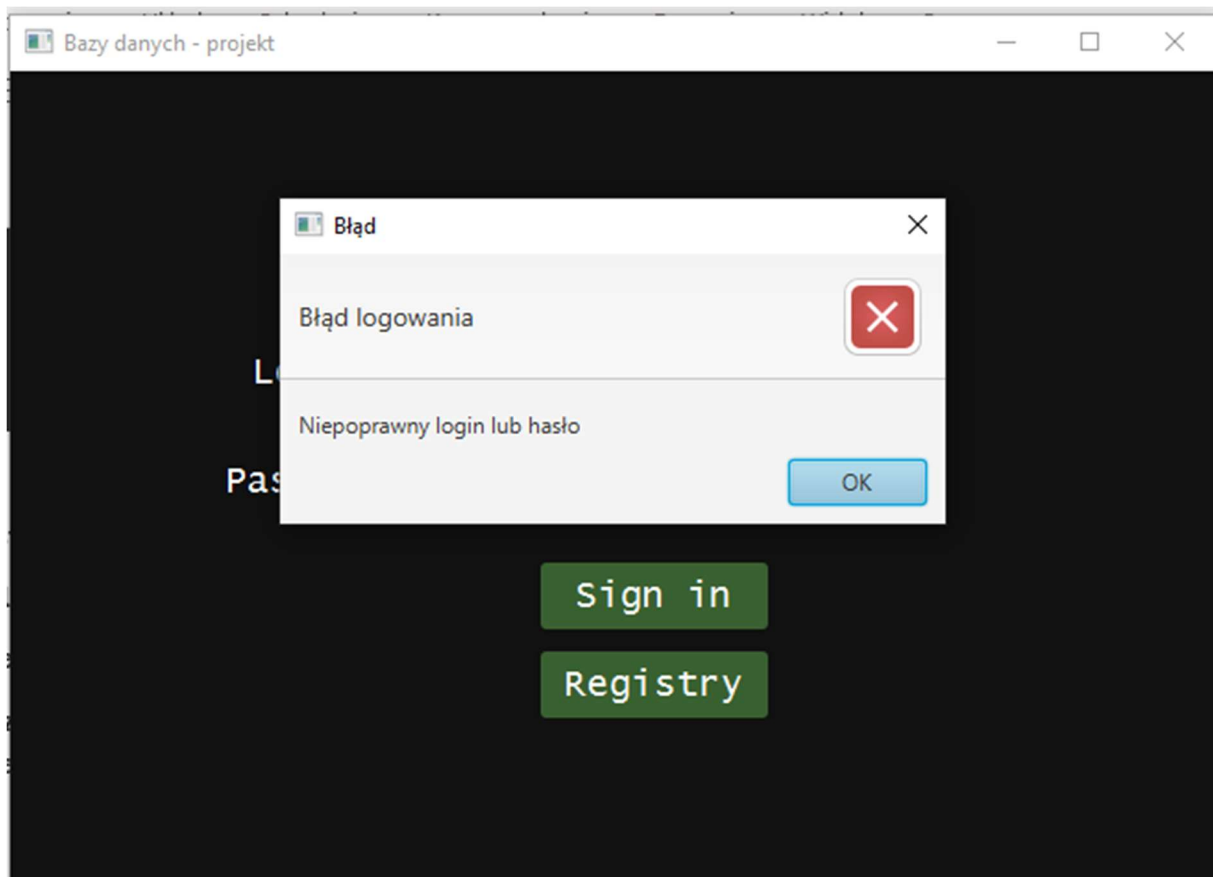 Bazy danych - projekt
Błąd
Błąd logowania
Niepoprawny login lub hasło
OK
Sign in
Registry